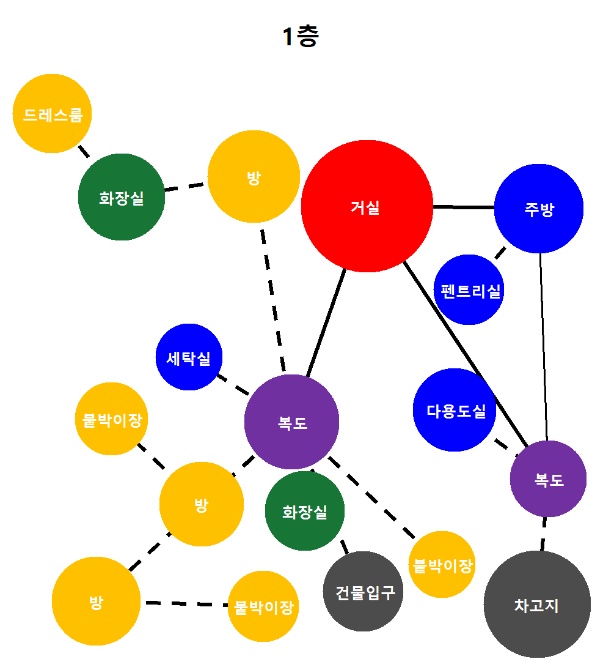 1층
드레스룸
화장실
방
거실
주방
펜트리실
세탁실
복도
다용도실
붙박이장
복도
방
화장실
붙박이장
건물입구
방
붙박이장
차고지